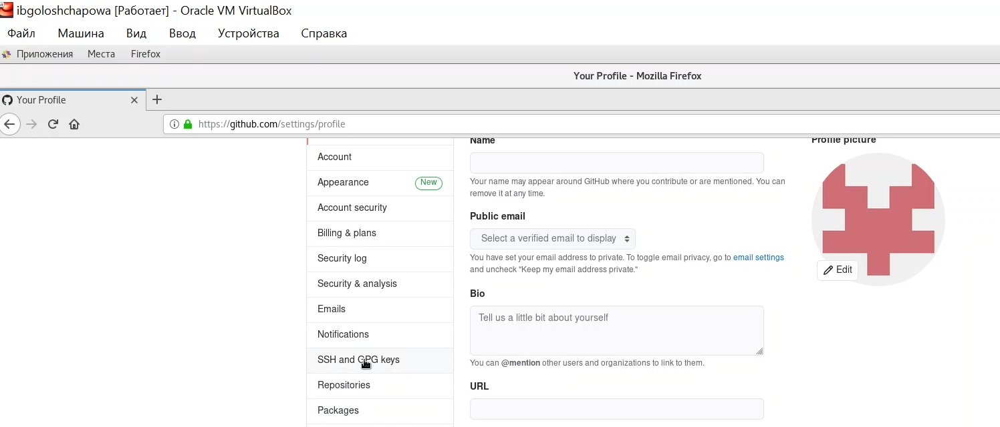 ibgoloshchapowa [Работает] - Oracle VM VirtualBox
Файл Машина Вид Ввод Устройства Справка
Приложения Места Firefox
Your Profile - Mozilla Firefox
Your Profile
https://github.com/settings/profile
Account
Appearance New
Account security
Billing & plans
Security log
Security & analysis
Emails
Notifications
SSH and GPG keys
Repositories
Packages
Name
Your name may appear around GitHub where you contribute or are mentioned. You can
remove it at any time.
Public email
Select a verified email to display
You have set your email address to private. To toggle email privacy, go to email settings
and uncheck "Keep my email address private."
Bio
Tell us a little bit about yourself
You can @mention other users and organizations to link to them.
URL
Profile picture
Edit